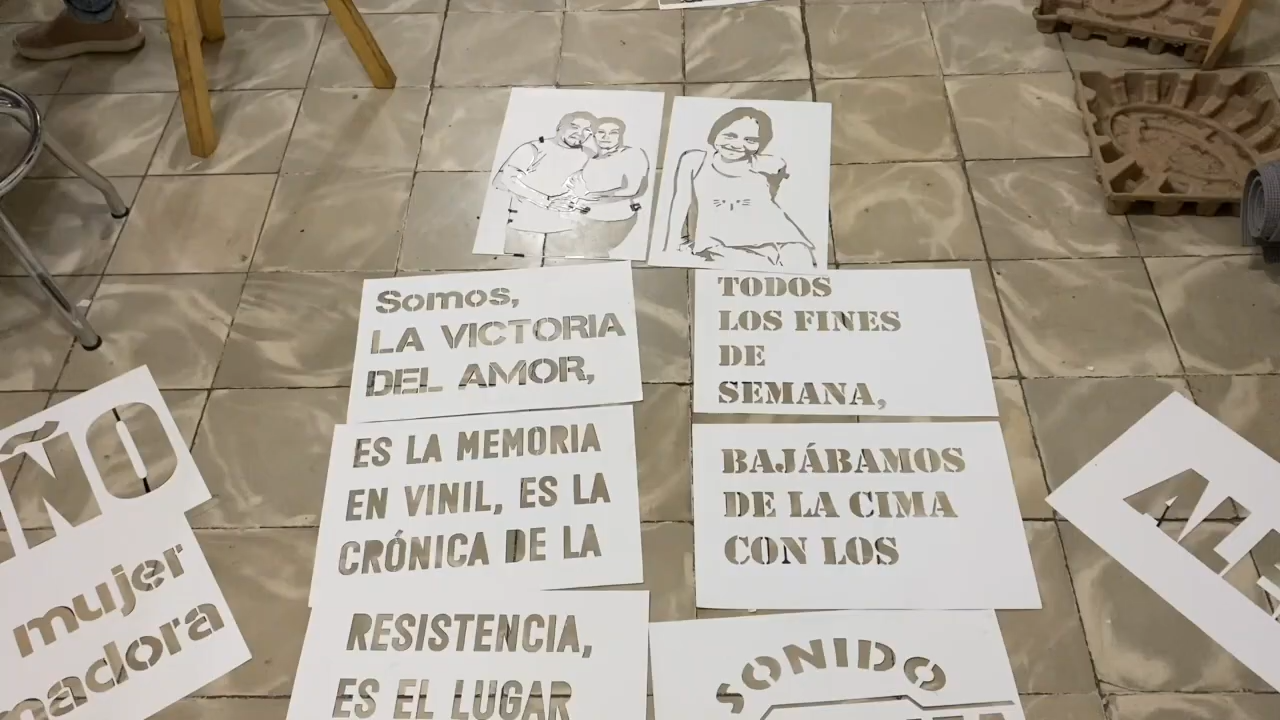 Somos,
LA VICTORIA
DEL AMOR,
ES LA MEMORIA
EN VINIL, ES LA
CRÓNICA DE LA
RESISTENCIA,
ES EL LUGAR
TODOS
LOS FINES
DE
SEMANA,
BAJÁBAMOS
DE LA CIMA
CON LOS
SONIDO
ÑO
mujer